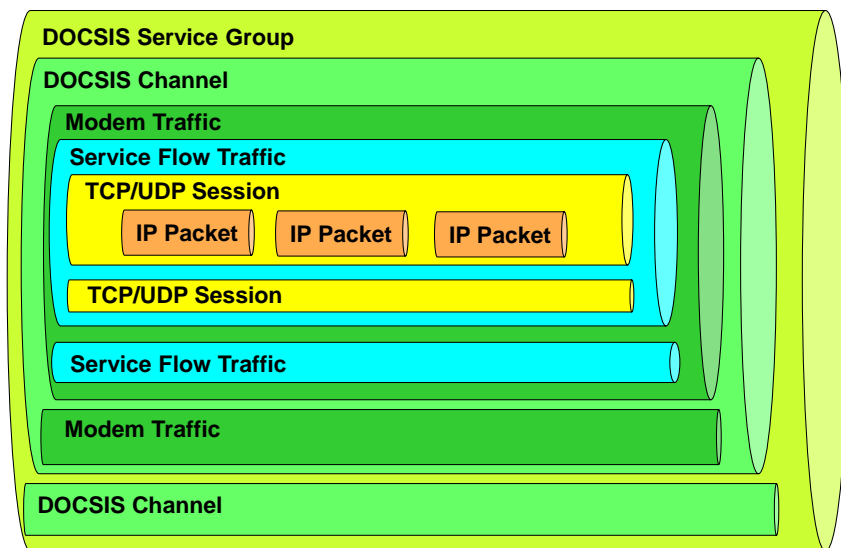 DOCSIS Service Group
DOCSIS Channel
Modem Traffic
Service Flow Traffic
TCP/UDP Session
IP Packet IP Packet IP Packet
TCP/UDP Session
Service Flow Traffic
Modem Traffic
DOCSIS Channel